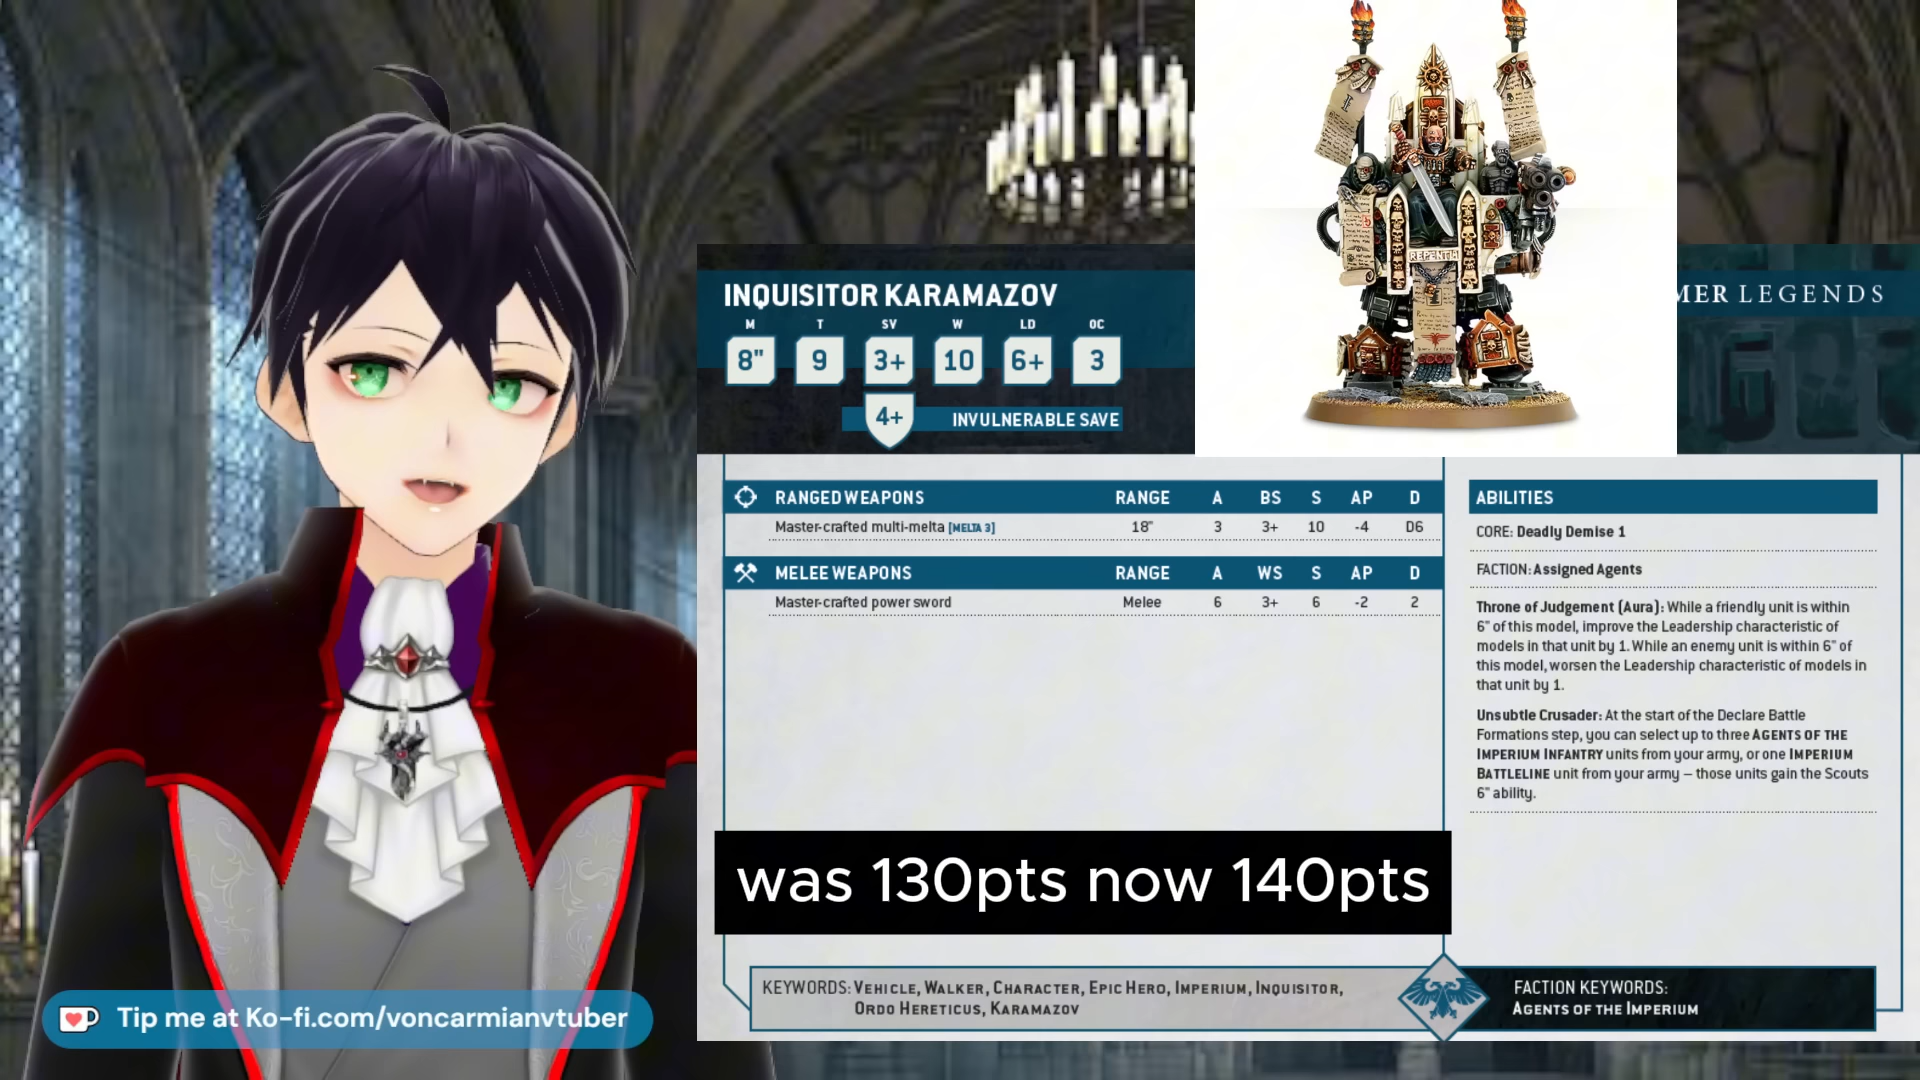 REPENTIA
INQUISITOR KARAMAZOV
MER LEGENDS
M T SV W LD OC
8" 9 3+ 10 6+ 3
4+ INVULNERABLE SAVE
RANGED WEAPONS RANGE A BS S AP D
Master-crafted multi-melta [MELTA 3] 18" 3 3+ 10 -4 D6
MELEE WEAPONS RANGE A WS S AP D
Master-crafted power sword Melee 6 3+ 6 -2 2
ABILITIES
CORE: Deadly Demise 1
FACTION: Assigned Agents
Throne of Judgement (Aura): While a friendly unit is within
6" of this model, improve the Leadership characteristic of
models in that unit by 1. While an enemy unit is within 6" of
this model, worsen the Leadership characteristic of models in
that unit by 1.
Unsubtle Crusader: At the start of the Declare Battle
Formations step, you can select up to three AGENTS OF THE
IMPERIUM INFANTRY units from your army, or one IMPERIUM
BATTLELINE unit from your army – those units gain the Scouts
6" ability.
was 130pts now 140pts
KEYWORDS: VEHICLE, WALKER, CHARACTER, EPIC HERO, IMPERIUM, INQUISITOR,
ORDO HERETICUS, KARAMAZOV
FACTION KEYWORDS:
AGENTS OF THE IMPERIUM
Tip me at Ko-fi.com/voncarmianvtuber